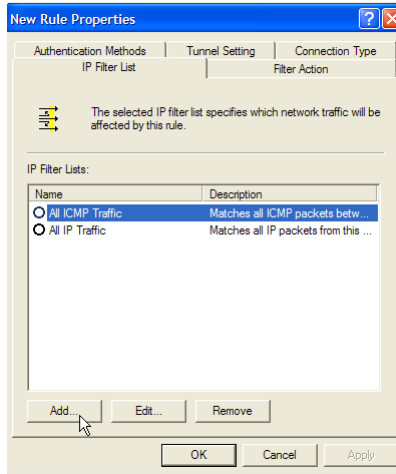 New Rule Properties
Authentication Methods Tunnel Setting Connection Type
IP Filter List Filter Action
The selected IP filter list specifies which network traffic will be
affected by this rule.
IP Filter Lists:
Name Description
All ICMP Traffic Matches all ICMP packets betw...
All IP Traffic Matches all IP packets from this ...
Add... Edit... Remove
OK Cancel Apply